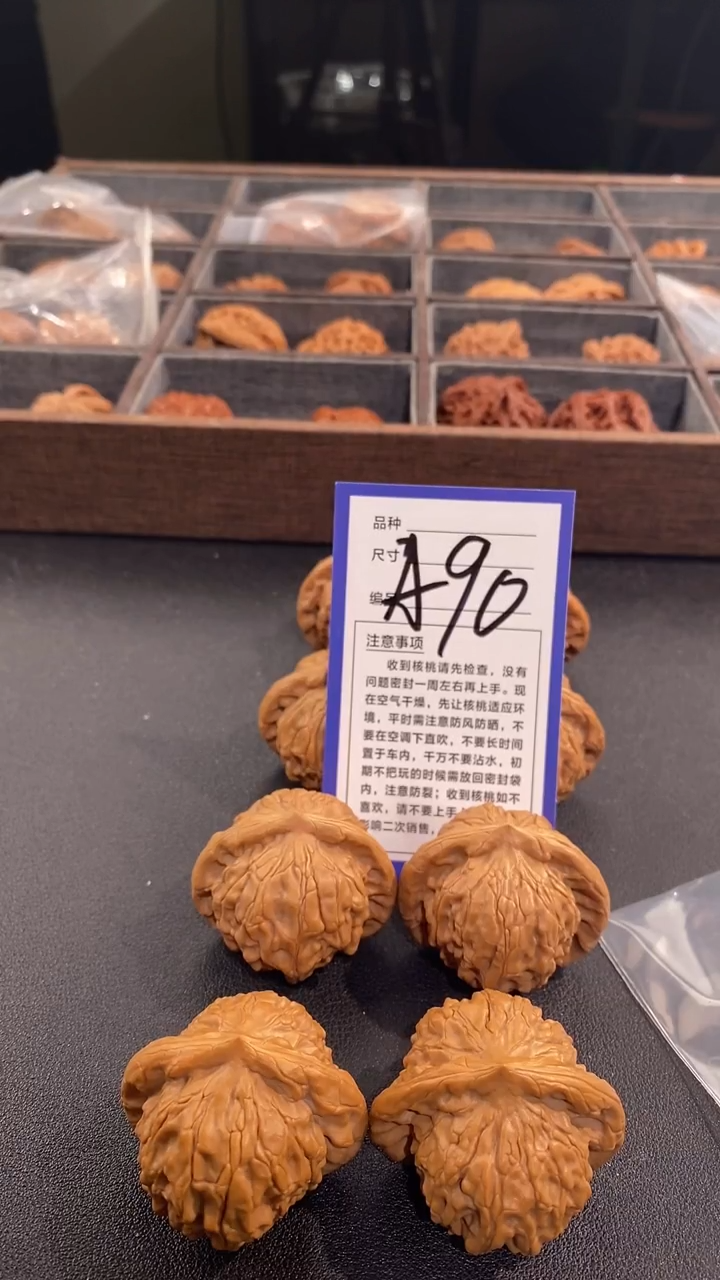 品种
尺寸
编号
A90
注意事项
收到核桃请先检查，没有
问题密封一周左右再上手。现
在空气干燥，先让核桃适应环
境，平时需注意防风防晒，不
要在空调下直吹，不要长时间
置于车内，千万不要沾水，初
期不把玩的时候需放回密封袋
内，注意防裂；收到核桃如不
喜欢，请不要上手
影响二次销售，